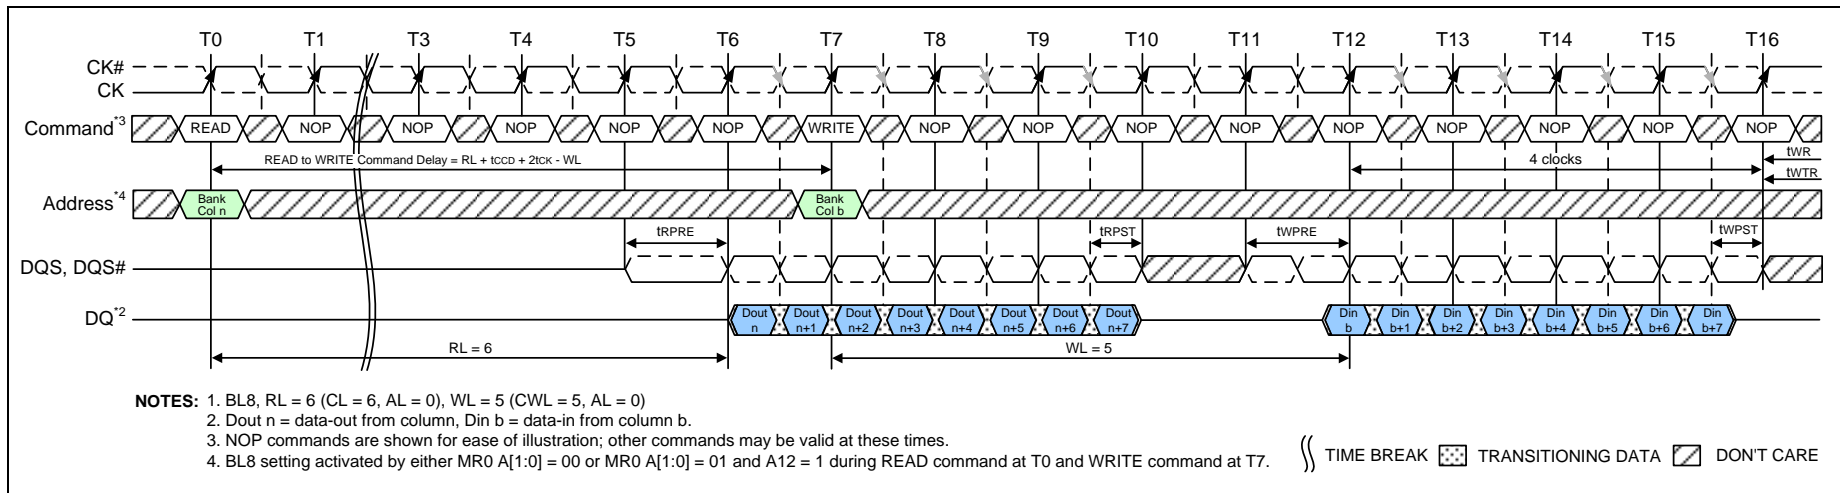 T0 T1 T3 T4 T5 T6 T7 T8 T9 T10 T11 T12 T13 T14 T15 T16
CK#
CK
Command*3 READ NOP NOP NOP NOP NOP WRITE NOP NOP NOP NOP NOP NOP NOP NOP NOP
READ to WRITE Command Delay = RL + tCCD + 2tCK - WL
4 clocks
tWR
tWTR
Address*4
Bank
Col n
Bank
Col b
tRPRE tRPST tWPRE tWPST
DQS, DQS#
DQ*2
Dout
n
Dout
n+1
Dout
n+2
Dout
n+3
Dout
n+4
Dout
n+5
Dout
n+6
Dout
n+7
Din
b
Din
b+1
Din
b+2
Din
b+3
Din
b+4
Din
b+5
Din
b+6
Din
b+7
RL = 6 WL = 5
NOTES: 1. BL8, RL = 6 (CL = 6, AL = 0), WL = 5 (CWL = 5, AL = 0)
2. Dout n = data-out from column, Din b = data-in from column b.
3. NOP commands are shown for ease of illustration; other commands may be valid at these times.
4. BL8 setting activated by either MR0 A[1:0] = 00 or MR0 A[1:0] = 01 and A12 = 1 during READ command at T0 and WRITE command at T7.
TIME BREAK TRANSITIONING DATA DON'T CARE